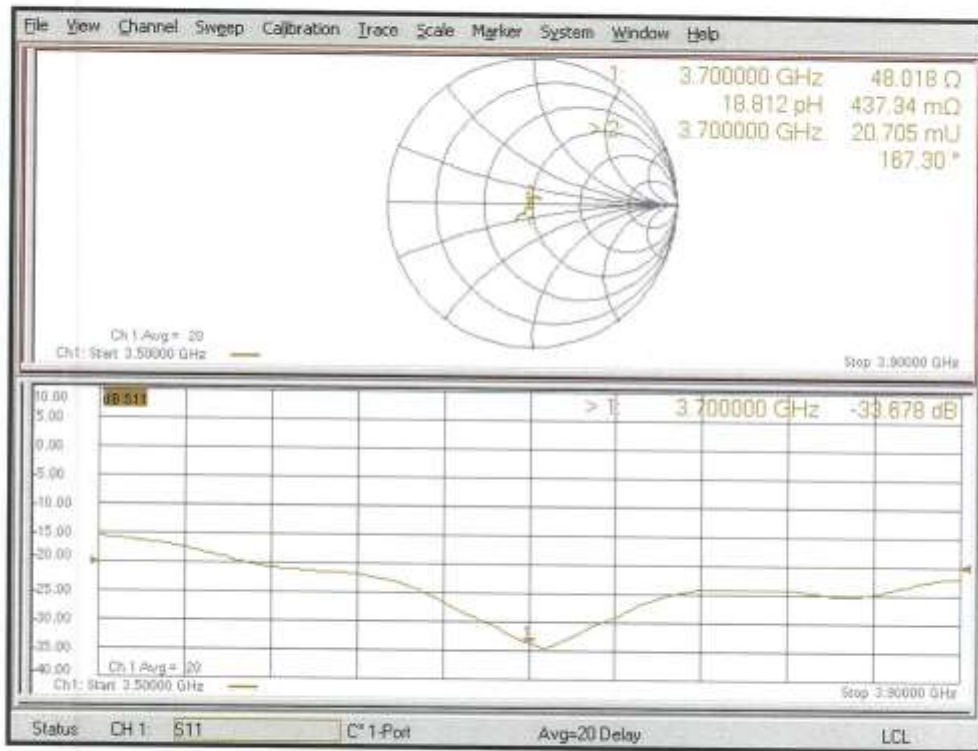 File View Channel Sweep Calibration Trace Scale Marker System Window Help
1: 3.700000 GHz 48.018 Ω
18.812 pH 437.34 mΩ
> 2: 3.700000 GHz 20.705 mU
167.30 °
Ch 1 Avg = 20
Ch1: Start 3.50000 GHz
Stop 3.90000 GHz
10.00
dB S11
> 1: 3.700000 GHz -33.678 dB
5.00
0.00
-5.00
-10.00
-15.00
-20.00
-25.00
-30.00
1
-35.00
-40.00
Ch 1 Avg = 20
Ch1: Start 3.50000 GHz
Stop 3.90000 GHz
Status CH 1: S11 C* 1-Port Avg=20 Delay LCL